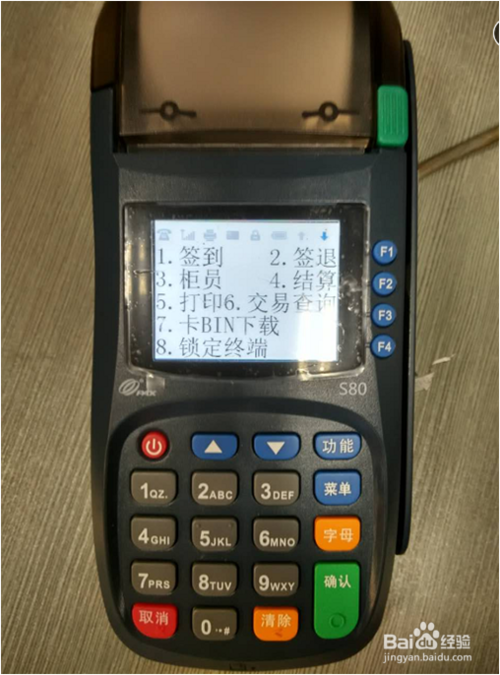 1.签到 2.签退
3.柜员 4.结算
5.打印6.交易查询
7.卡BIN下载
8.锁定终端
F1
F2
F3
F4
PAX
S80
功能
1QZ. 2ABC 3DEF 菜单
4GHI 5JKL 6MNO 字母
7PRS 8TUV 9WXY 确认
取消 0.*# 清除
Baidu经验
jingyan.baidu.com